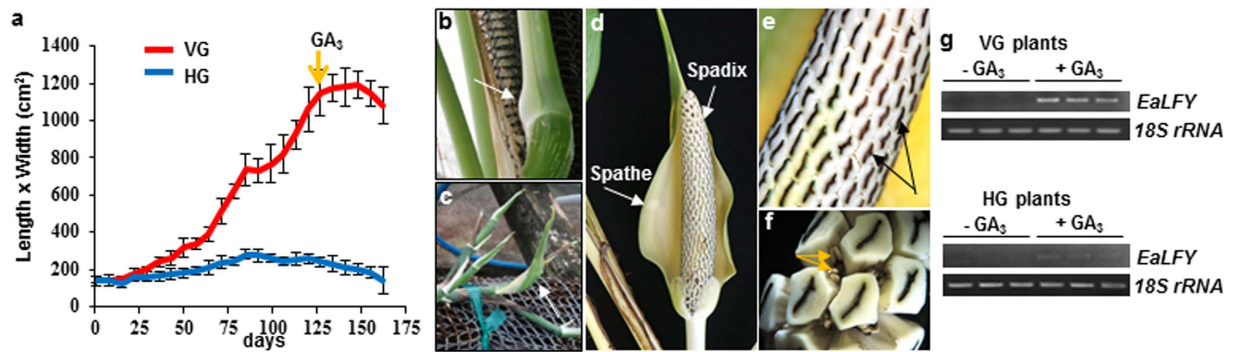 a
GA3
VG
HG
1400
1200
1000
800
600
400
200
0
Length x Width (cm2)
0 25 50 75 100 125 150 175
days
b
c
d
Spadix
Spathe
e
f
g
VG plants
- GA3 + GA3
EaLFY
18S rRNA
HG plants
- GA3 + GA3
EaLFY
18S rRNA